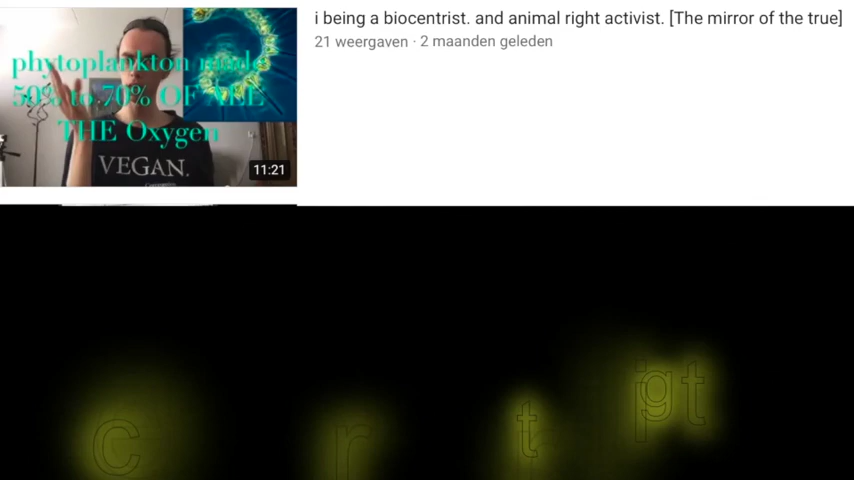 i being a biocentrist. and animal right activist. [The mirror of the true]
21 weergaven · 2 maanden geleden
phytoplankton made
50% to 70% OF ALL
THE Oxygen
VEGAN.
11:21
c r t